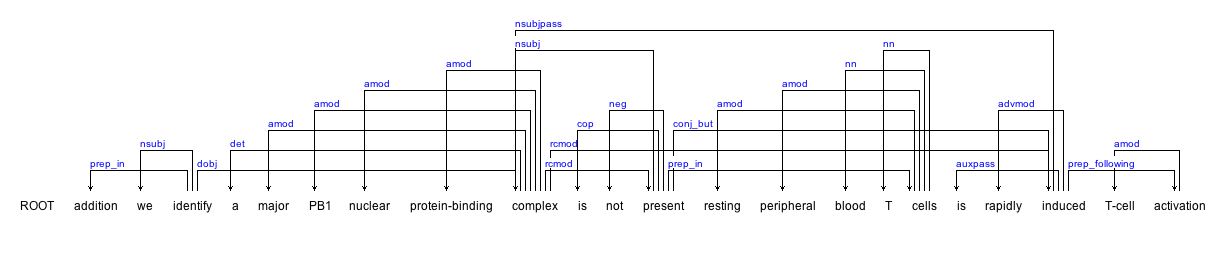 nsubjpass
nsubj nn
amod nn
amod amod
amod neg amod advmod
amod cop conj_but
nsubj det rcmod amod
prep_in dobj rcmod prep_in auxpass prep_following
ROOT addition we identify a major PB1 nuclear protein-binding complex is not present resting peripheral blood T cells is rapidly induced T-cell activation